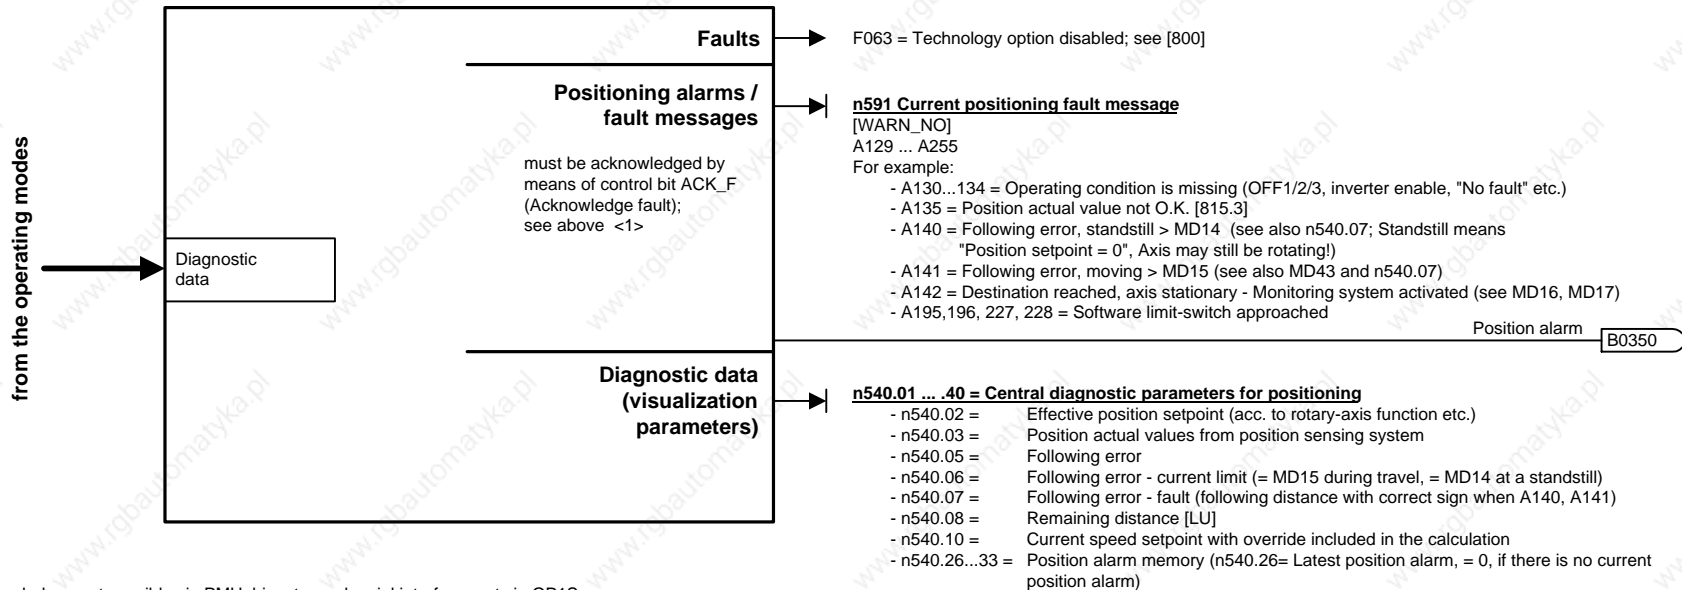 from the operating modes
Diagnostic
data
Faults
F063 = Technology option disabled; see [800]
Positioning alarms /
fault messages
must be acknowledged by
means of control bit ACK_F
(Acknowledge fault);
see above <1>
n591 Current positioning fault message
[WARN_NO]
A129 ... A255
For example:
- A130...134 = Operating condition is missing (OFF1/2/3, inverter enable, "No fault" etc.)
- A135 = Position actual value not O.K. [815.3]
- A140 = Following error, standstill > MD14 (see also n540.07; Standstill means
"Position setpoint = 0", Axis may still be rotating!)
- A141 = Following error, moving > MD15 (see also MD43 and n540.07)
- A142 = Destination reached, axis stationary - Monitoring system activated (see MD16, MD17)
- A195,196, 227, 228 = Software limit-switch approached
Position alarm
B0350
Diagnostic data
(visualization
parameters)
n540.01 ... .40 = Central diagnostic parameters for positioning
- n540.02 = Effective position setpoint (acc. to rotary-axis function etc.)
- n540.03 = Position actual values from position sensing system
- n540.05 = Following error
- n540.06 = Following error - current limit (= MD15 during travel, = MD14 at a standstill)
- n540.07 = Following error - fault (following distance with correct sign when A140, A141)
- n540.08 = Remaining distance [LU]
- n540.10 = Current speed setpoint with override included in the calculation
- n540.26...33 = Position alarm memory (n540.26= Latest position alarm, = 0, if there is no current
position alarm)
www.rgbautomatyka.pl